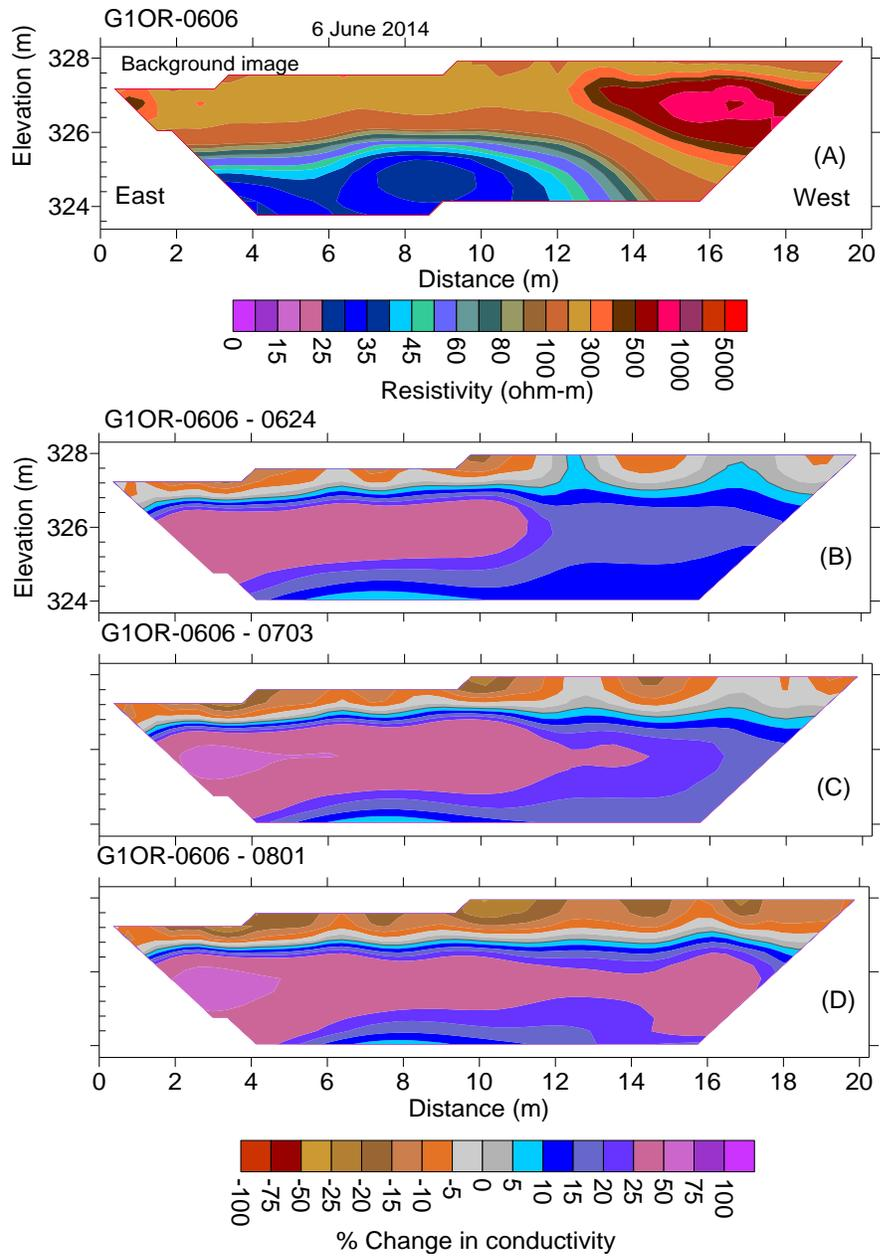 G1OR-0606
6 June 2014
Background image
Elevation (m)
328
326
324
(A)
East
West
0 2 4 6 8 10 12 14 16 18 20
Distance (m)
0 15 25 35 45 60 80 100 300 500 1000 5000
Resistivity (ohm-m)
G1OR-0606 - 0624
Elevation (m)
328
326
324
(B)
G1OR-0606 - 0703
(C)
G1OR-0606 - 0801
(D)
0 2 4 6 8 10 12 14 16 18 20
Distance (m)
-100 -75 -50 -25 -20 -15 -10 -5 0 5 10 15 20 25 50 75 100
% Change in conductivity